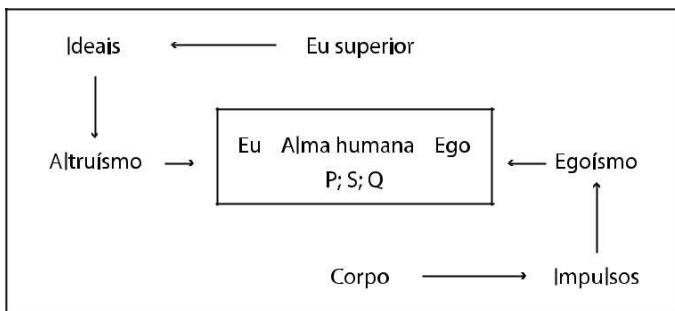 Ideais Eu superior
Eu Alma humana Ego
Altruísmo Egoísmo
P; S; Q
Corpo Impulsos